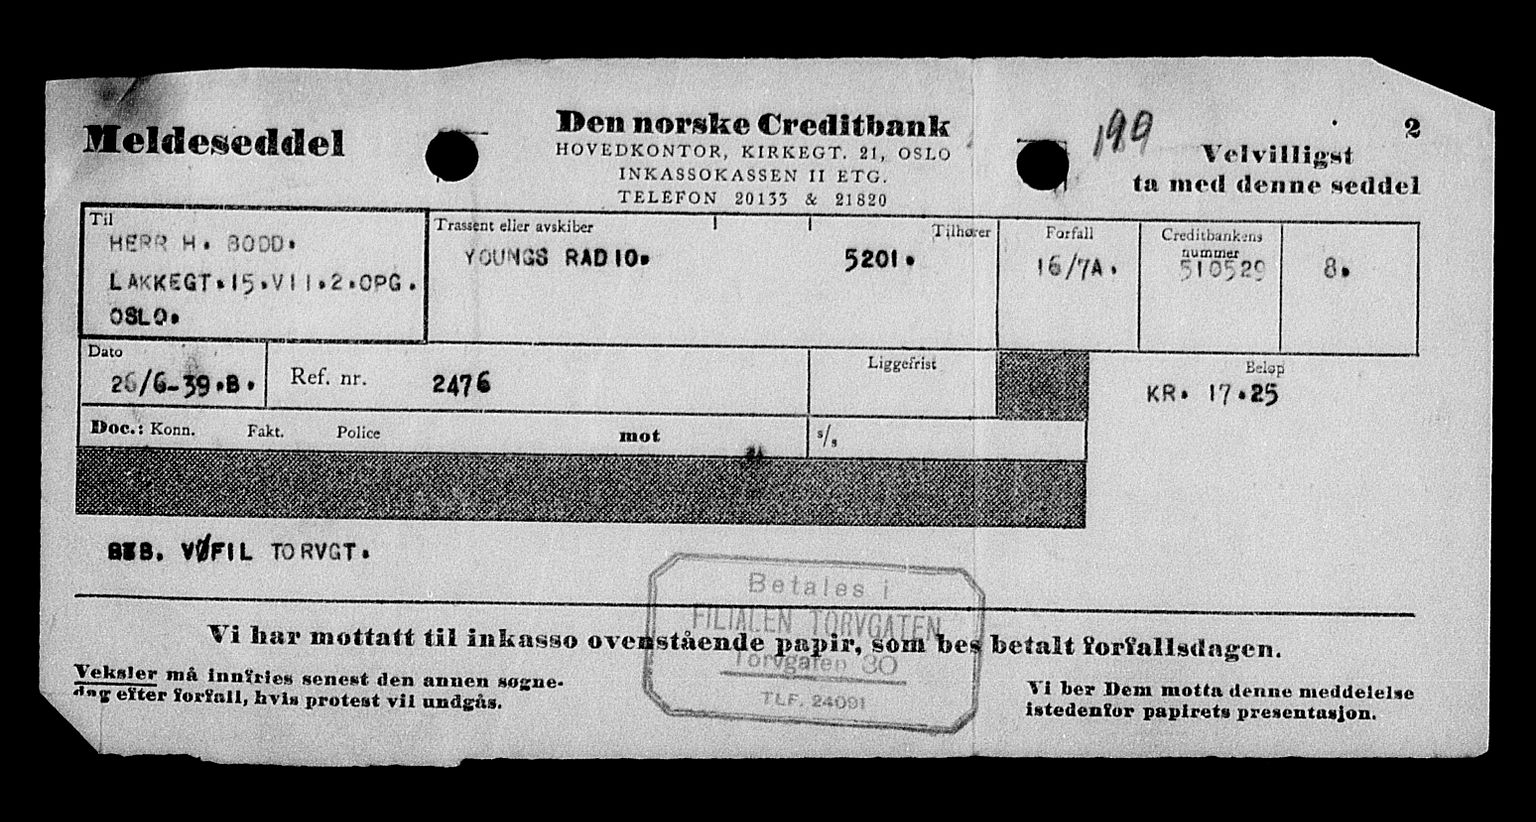 Meldeseddel
Den norske Creditbank
HOVEDKONTOR, KIRKEGT. 21, OSLO
INKASSOKASSEN II ETG.
TELEFON 20133 & 21820
199
2
Velvilligst
ta med denne seddel
Til
HERR H. BODD.
LAKKEGT.15.VII.2.OPG.
OSLO.
Trassent eller avskiber
YOUNGS RADIO.
Tilhører
5201.
Forfall
16/7A.
Creditbankens
nummer
510529
8.
Dato
26/6-39.B.
Ref. nr. 2476
Liggefrist
Beløp
KR. 17.25
Doc.: Konn. Fakt. Police mot s/s
VØFIL TORVGT.
Betales i
FILIALEN TORVGATEN
Torvgaten 30
TLF. 24091
Vi har mottatt til inkasso ovenstående papir, som bes betalt forfallsdagen.
Veksler må innfries senest den annen søgne-
dag efter forfall, hvis protest vil undgås.
Vi ber Dem motta denne meddelelse
istedenfor papirets presentasjon.